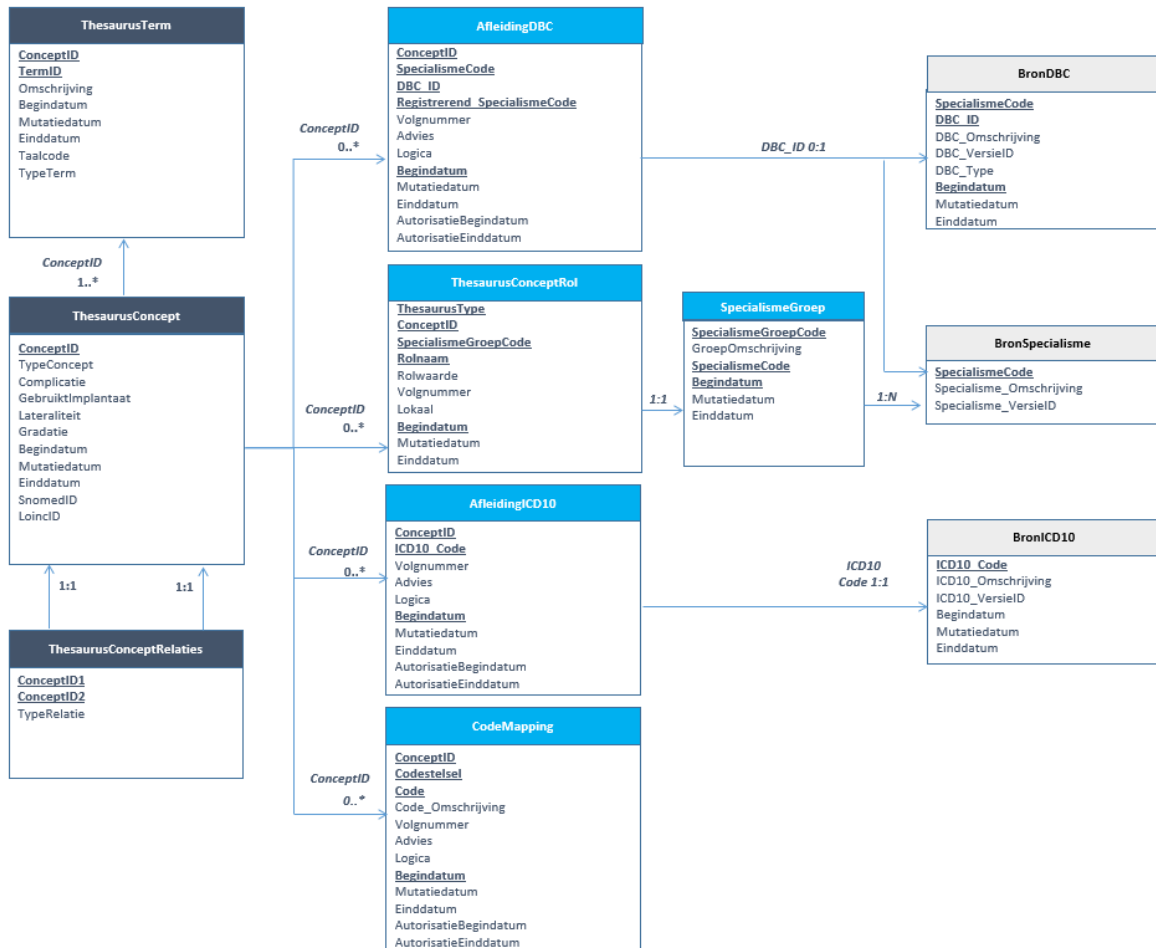 ThesaurusTerm
ConceptID
TermID
Omschrijving
Begindatum
Mutatiedatum
Einddatum
Taalcode
TypeTerm
ConceptID
1..*
ThesaurusConcept
ConceptID
TypeConcept
Complicatie
GebruiktImplantaat
Lateraliteit
Gradatie
Begindatum
Mutatiedatum
Einddatum
SnomedID
LoincID
1:1
1:1
ThesaurusConceptRelaties
ConceptID1
ConceptID2
TypeRelatie
ConceptID
0..*
AfleidingDBC
ConceptID
SpecialismeCode
DBC_ID
Registrerend_SpecialismeCode
Volgnummer
Advies
Logica
Begindatum
Mutatiedatum
Einddatum
AutorisatieBegindatum
AutorisatieEinddatum
ConceptID
0..*
ThesaurusConceptRol
ThesaurusType
ConceptID
SpecialismeGroepCode
Rolnaam
Rolwaarde
Volgnummer
Lokaal
Begindatum
Mutatiedatum
Einddatum
ConceptID
0..*
AfleidingICD10
ConceptID
ICD10_Code
Volgnummer
Advies
Logica
Begindatum
Mutatiedatum
Einddatum
AutorisatieBegindatum
AutorisatieEinddatum
ConceptID
0..*
CodeMapping
ConceptID
Codestelsel
Code
Code_Omschrijving
Volgnummer
Advies
Logica
Begindatum
Mutatiedatum
Einddatum
AutorisatieBegindatum
AutorisatieEinddatum
1:1
SpecialismeGroep
SpecialismeGroepCode
GroepOmschrijving
SpecialismeCode
Begindatum
Mutatiedatum
Einddatum
DBC_ID 0:1
BronDBC
SpecialismeCode
DBC_ID
DBC_Omschrijving
DBC_VersieID
DBC_Type
Begindatum
Mutatiedatum
Einddatum
1:N
BronSpecialisme
SpecialismeCode
Specialisme_Omschrijving
Specialisme_VersieID
ICD10
Code 1:1
BronICD10
ICD10_Code
ICD10_Omschrijving
ICD10_VersieID
Begindatum
Mutatiedatum
Einddatum